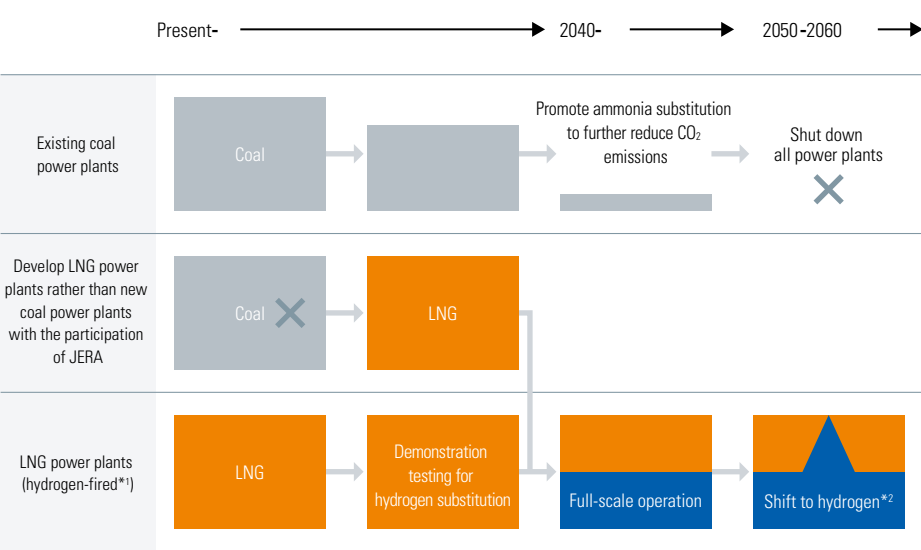 Present-
2040-
2050-2060
Existing coal
power plants
Coal
Promote ammonia substitution
to further reduce CO₂
emissions
Shut down
all power plants
Develop LNG power
plants rather than new
coal power plants
with the participation
of JERA
Coal
LNG
LNG power plants
(hydrogen-fired*¹)
LNG
Demonstration
testing for
hydrogen substitution
Full-scale operation
Shift to hydrogen*²